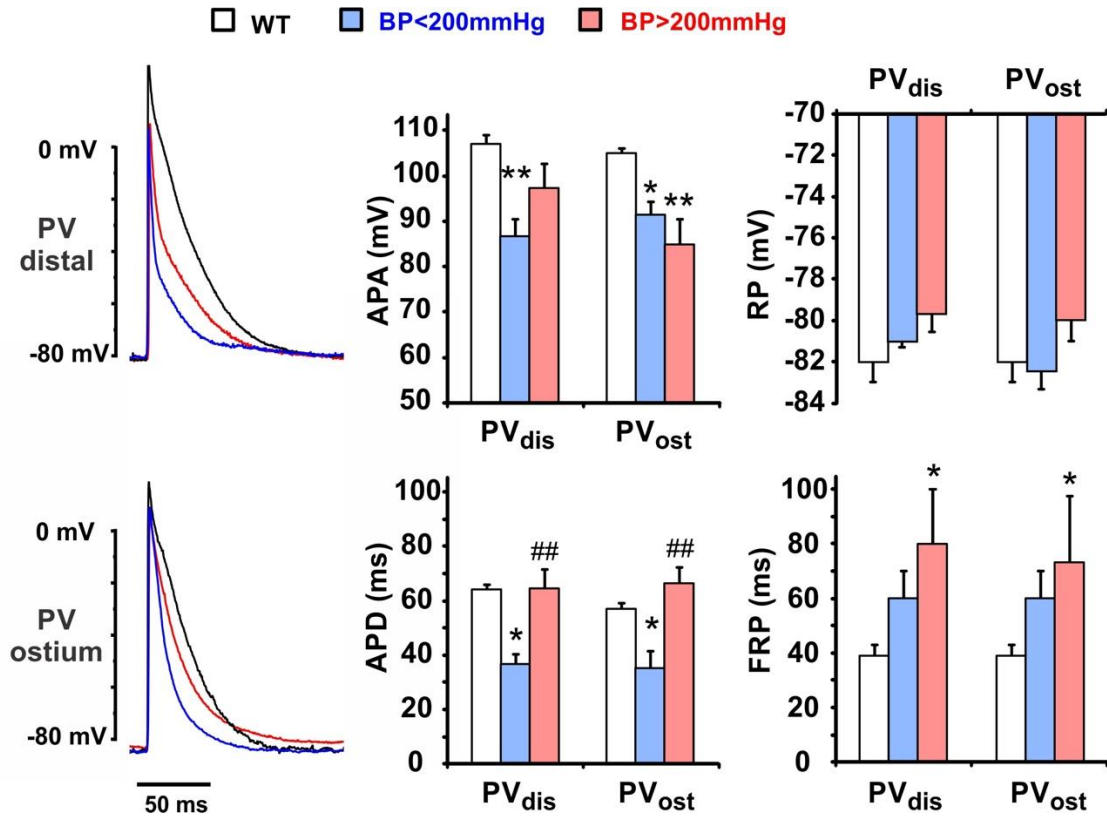 WT BP<200mmHg BP>200mmHg
0 mV
PV
distal
-80 mV
APA (mV)
110
100
90
80
70
60
50
**
*
**
PVdis PVost
PVdis PVost
RP (mV)
-70
-72
-74
-76
-78
-80
-82
-84
0 mV
PV
ostium
-80 mV
50 ms
APD (ms)
100
80
60
40
20
0
*
##
*
##
PVdis PVost
FRP (ms)
100
80
60
40
20
0
*
*
PVdis PVost